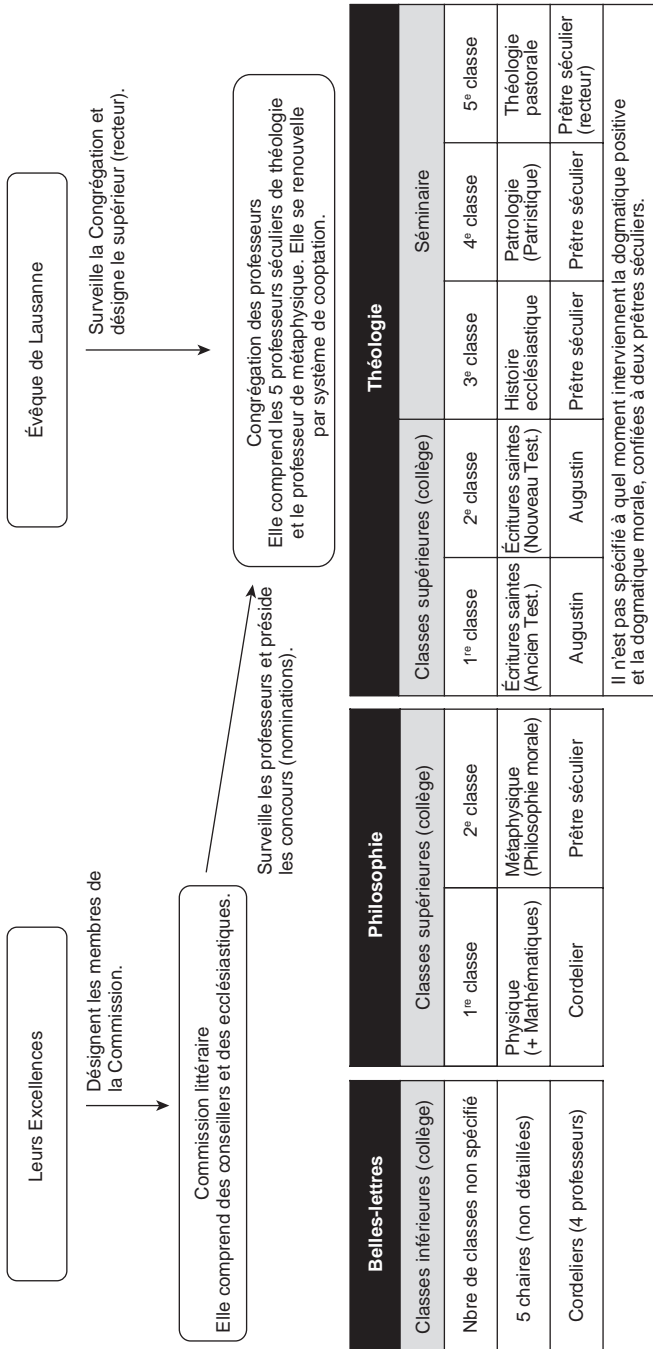 Leurs Excellences
Évêque de Lausanne
Désignent les membres de
la Commission.
Surveille la Congrégation et
désigne le supérieur (recteur).
Commission littéraire
Elle comprend des conseillers et des ecclésiastiques.
Surveille les professeurs et préside
les concours (nominations).
Congrégation des professeurs
Elle comprend les 5 professeurs séculiers de théologie
et le professeur de métaphysique. Elle se renouvelle
par système de cooptation.
Belles-lettres
Classes inférieures (collège)
Nbre de classes non spécifié
5 chaires (non détaillées)
Cordeliers (4 professeurs)
Philosophie
Classes supérieures (collège)
1re classe
2e classe
Physique
(+ Mathématiques)
Métaphysique
(Philosophie morale)
Cordelier
Prêtre séculier
Théologie
Classes supérieures (collège)
Séminaire
1re classe
2e classe
3e classe
4e classe
5e classe
Écritures saintes
(Ancien Test.)
Écritures saintes
(Nouveau Test.)
Histoire
ecclésiastique
Patrologie
(Patristique)
Théologie
pastorale
Augustin
Augustin
Prêtre séculier
Prêtre séculier
Prêtre séculier
(recteur)
Il n'est pas spécifié à quel moment interviennent la dogmatique positive
et la dogmatique morale, confiées à deux prêtres séculiers.